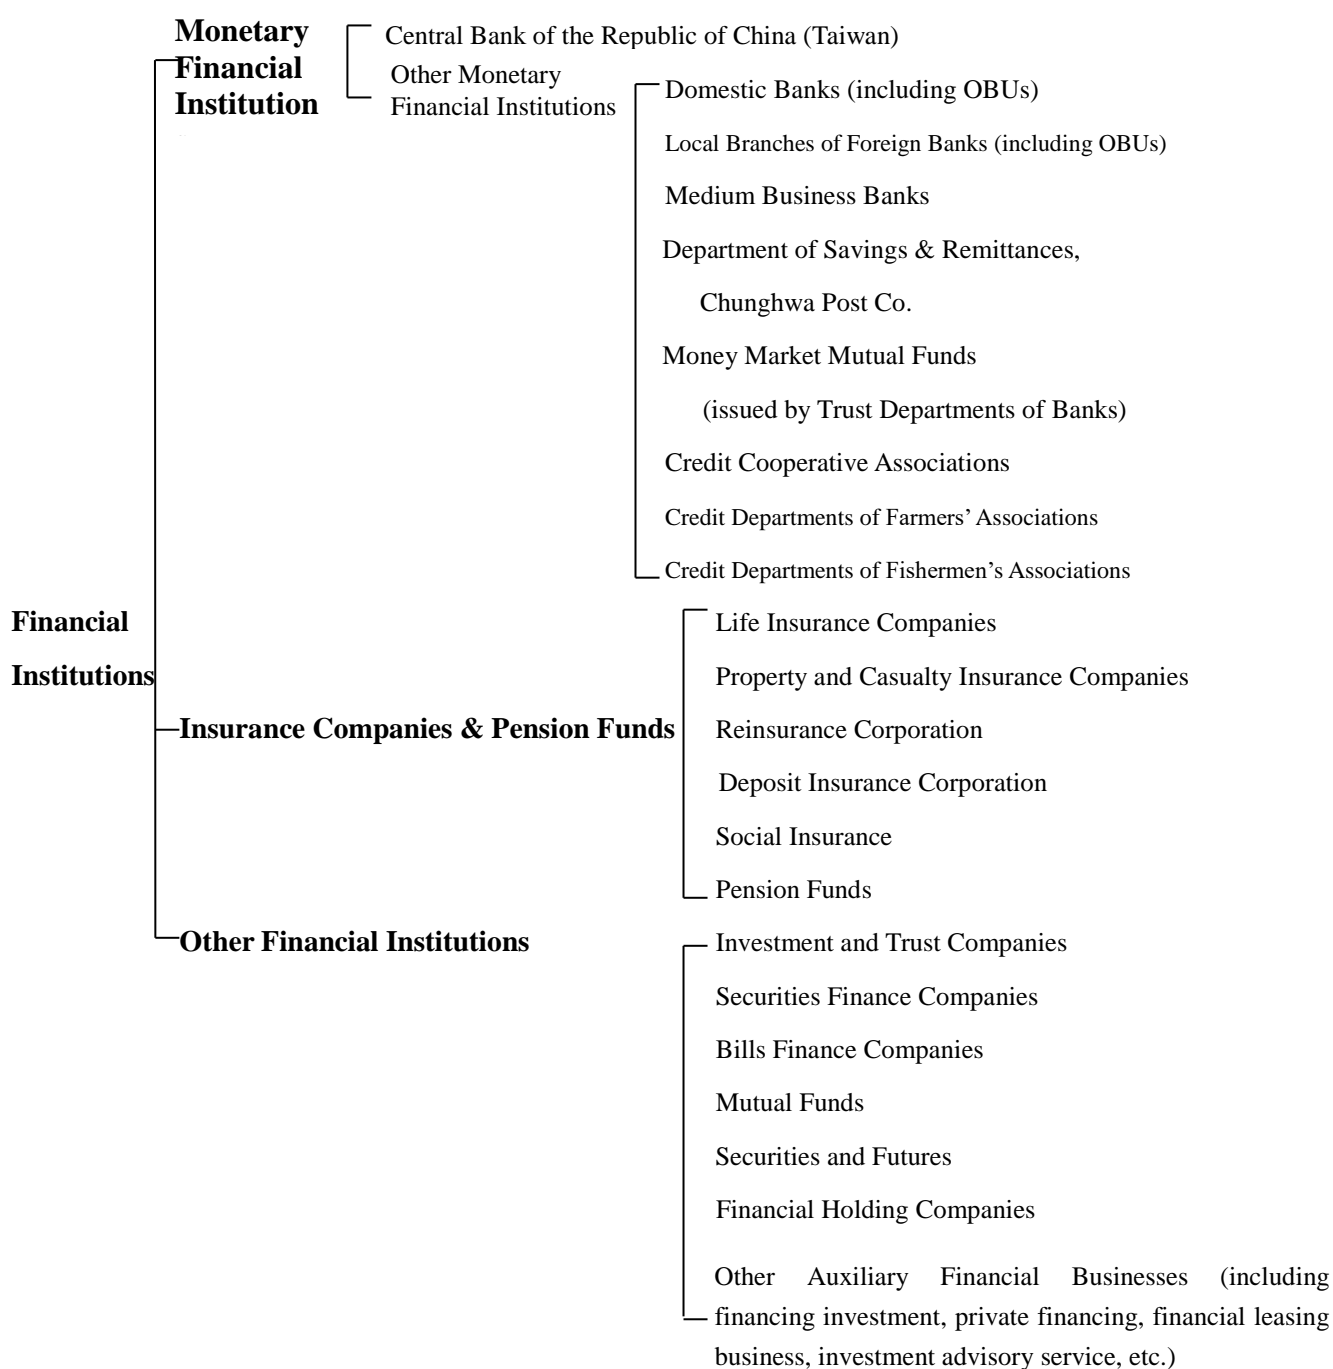 Monetary
Financial
Institution
Central Bank of the Republic of China (Taiwan)
Other Monetary
Financial Institutions
Domestic Banks (including OBUs)
Local Branches of Foreign Banks (including OBUs)
Medium Business Banks
Department of Savings & Remittances,
Chunghwa Post Co.
Money Market Mutual Funds
(issued by Trust Departments of Banks)
Credit Cooperative Associations
Credit Departments of Farmers’ Associations
Credit Departments of Fishermen’s Associations
Financial
Institutions
Insurance Companies & Pension Funds
Life Insurance Companies
Property and Casualty Insurance Companies
Reinsurance Corporation
Deposit Insurance Corporation
Social Insurance
Pension Funds
Other Financial Institutions
Investment and Trust Companies
Securities Finance Companies
Bills Finance Companies
Mutual Funds
Securities and Futures
Financial Holding Companies
Other Auxiliary Financial Businesses (including
financing investment, private financing, financial leasing
business, investment advisory service, etc.)